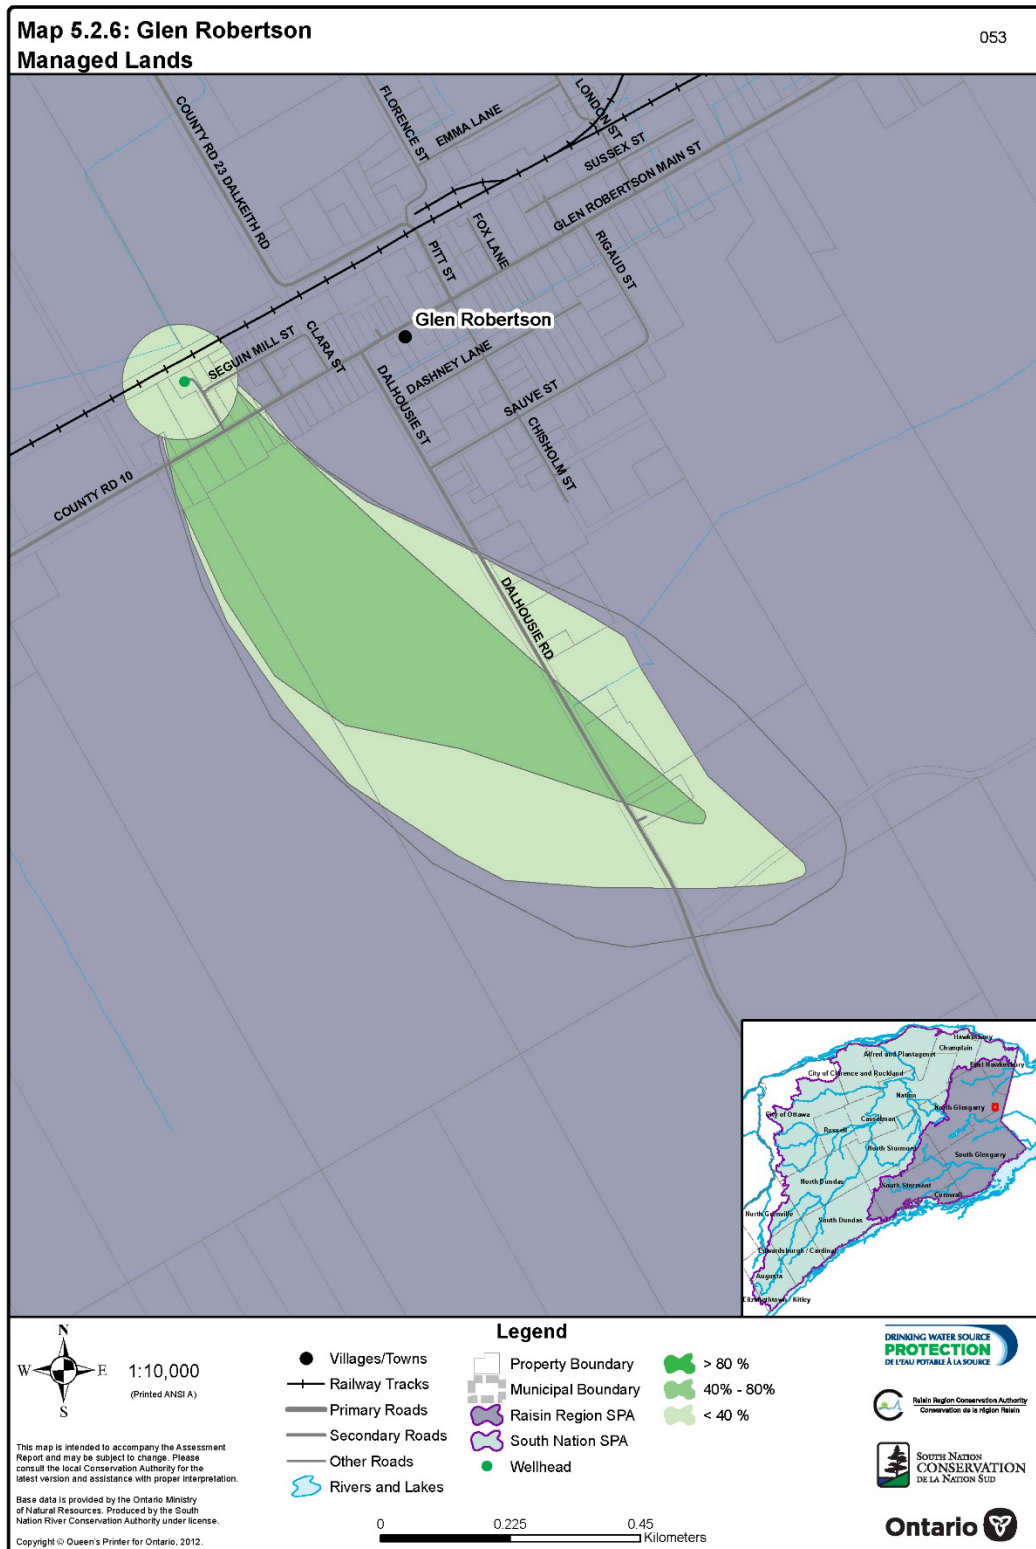 Map 5.2.6: Glen Robertson
Managed Lands
053
COUNTY RD 23 DALKEITH RD
FLORENCE ST
EMMA LANE
LONDON ST
SUSSEX ST
GLEN ROBERTSON MAIN ST
FOX LANE
PITT ST
RIGAUD ST
Glen Robertson
SEGUIN MILL ST
CLARA ST
DASHNEY LANE
DALHOUSIE ST
SAUVE ST
CHISHOLM ST
COUNTY RD 10
DALHOUSIE RD
Hawkesbury
Champlain
Alfred and Plantagenet
East Hawkesbury
City of Clarence and Rockland
Nation
North Glengarry
City of Ottawa
Casselman
Russell
North Stormont
South Glengarry
North Dundas
South Stormont
Cornwall
North Grenville
South Dundas
Edwardsburgh / Cardinal
Augusta
Elizabethtown / Kitley
N
W E
S
1:10,000
(Printed ANSI A)
This map is intended to accompany the Assessment
Report and may be subject to change. Please
consult the local Conservation Authority for the
latest version and assistance with proper interpretation.
Base data is provided by the Ontario Ministry
of Natural Resources. Produced by the South
Nation River Conservation Authority under license.
Copyright © Queen's Printer for Ontario, 2012.
Legend
Villages/Towns
Railway Tracks
Primary Roads
Secondary Roads
Other Roads
Rivers and Lakes
Property Boundary
Municipal Boundary
Raisin Region SPA
South Nation SPA
Wellhead
> 80 %
40% - 80%
< 40 %
0 0.225 0.45
Kilometers
DRINKING WATER SOURCE
PROTECTION
DE L'EAU POTABLE À LA SOURCE
Raisin Region Conservation Authority
Conservation de la région Raisin
SOUTH NATION
CONSERVATION
DE LA NATION SUD
Ontario